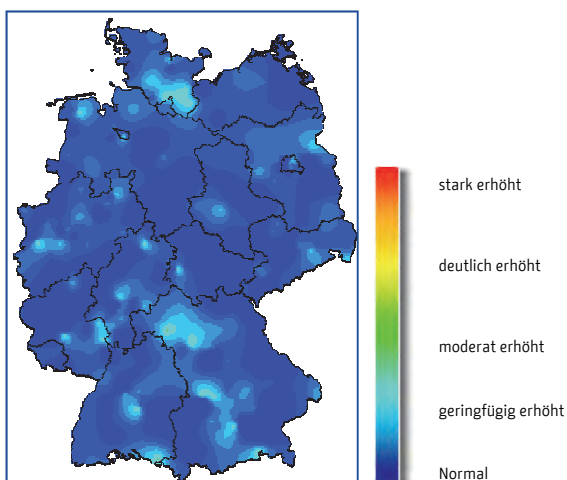 stark erhöht
deutlich erhöht
moderat erhöht
geringfügig erhöht
Normal